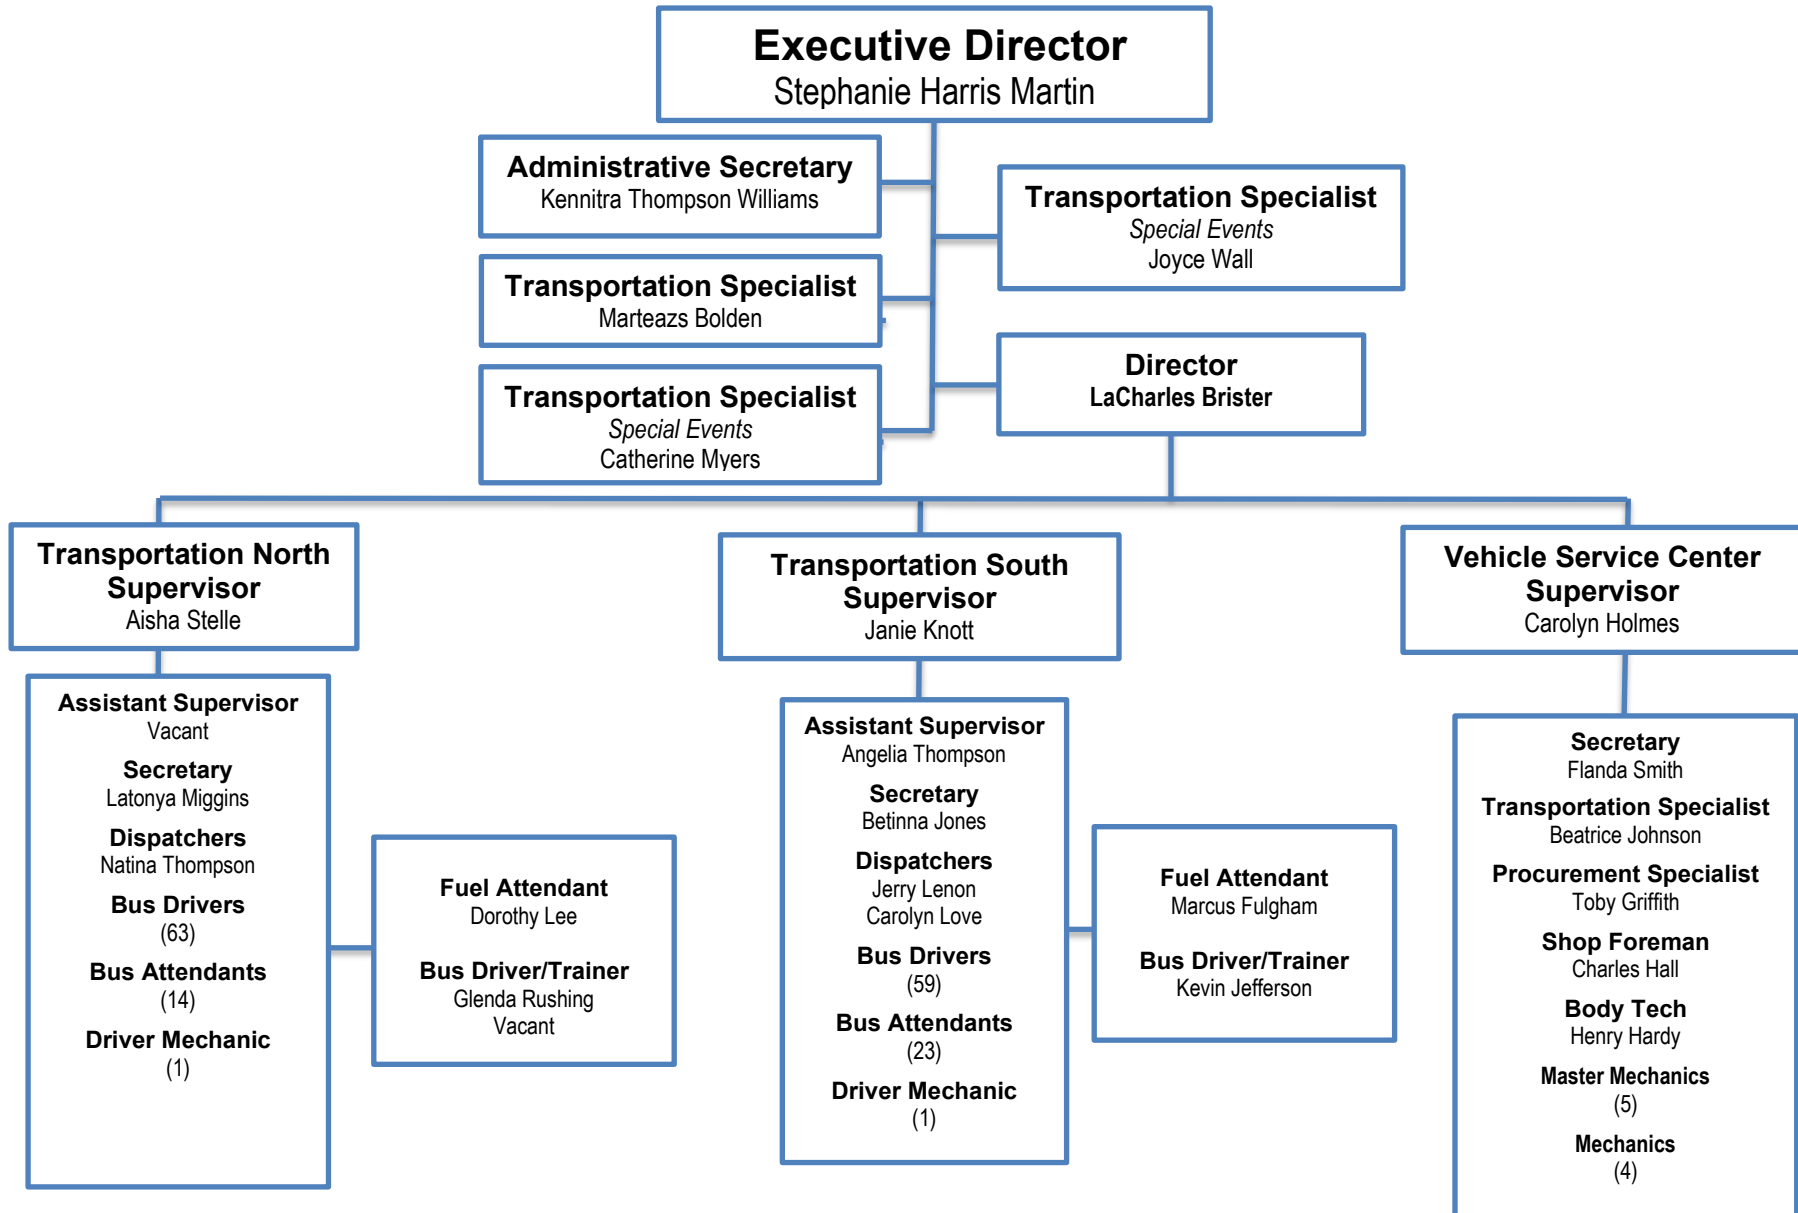 Executive Director
Stephanie Harris Martin
Administrative Secretary
Kennitra Thompson Williams
Transportation Specialist
Special Events
Joyce Wall
Transportation Specialist
Marteazs Bolden
Director
LaCharles Brister
Transportation Specialist
Special Events
Catherine Myers
Transportation North
Supervisor
Aisha Stelle
Transportation South
Supervisor
Janie Knott
Vehicle Service Center
Supervisor
Carolyn Holmes
Assistant Supervisor
Vacant
Secretary
Latonya Miggins
Dispatchers
Natina Thompson
Bus Drivers
(63)
Bus Attendants
(14)
Driver Mechanic
(1)
Fuel Attendant
Dorothy Lee
Bus Driver/Trainer
Glenda Rushing
Vacant
Assistant Supervisor
Angelia Thompson
Secretary
Betinna Jones
Dispatchers
Jerry Lenon
Carolyn Love
Bus Drivers
(59)
Bus Attendants
(23)
Driver Mechanic
(1)
Fuel Attendant
Marcus Fulgham
Bus Driver/Trainer
Kevin Jefferson
Secretary
Flanda Smith
Transportation Specialist
Beatrice Johnson
Procurement Specialist
Toby Griffith
Shop Foreman
Charles Hall
Body Tech
Henry Hardy
Master Mechanics
(5)
Mechanics
(4)